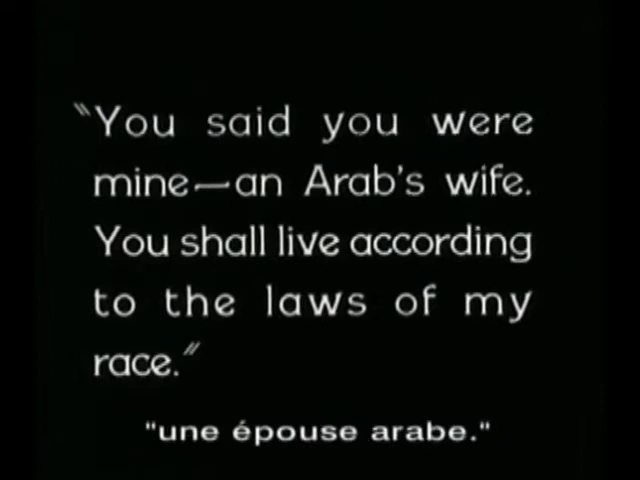 "You said you were
mine—an Arab's wife.
You shall live according
to the laws of my
race."
"une épouse arabe."